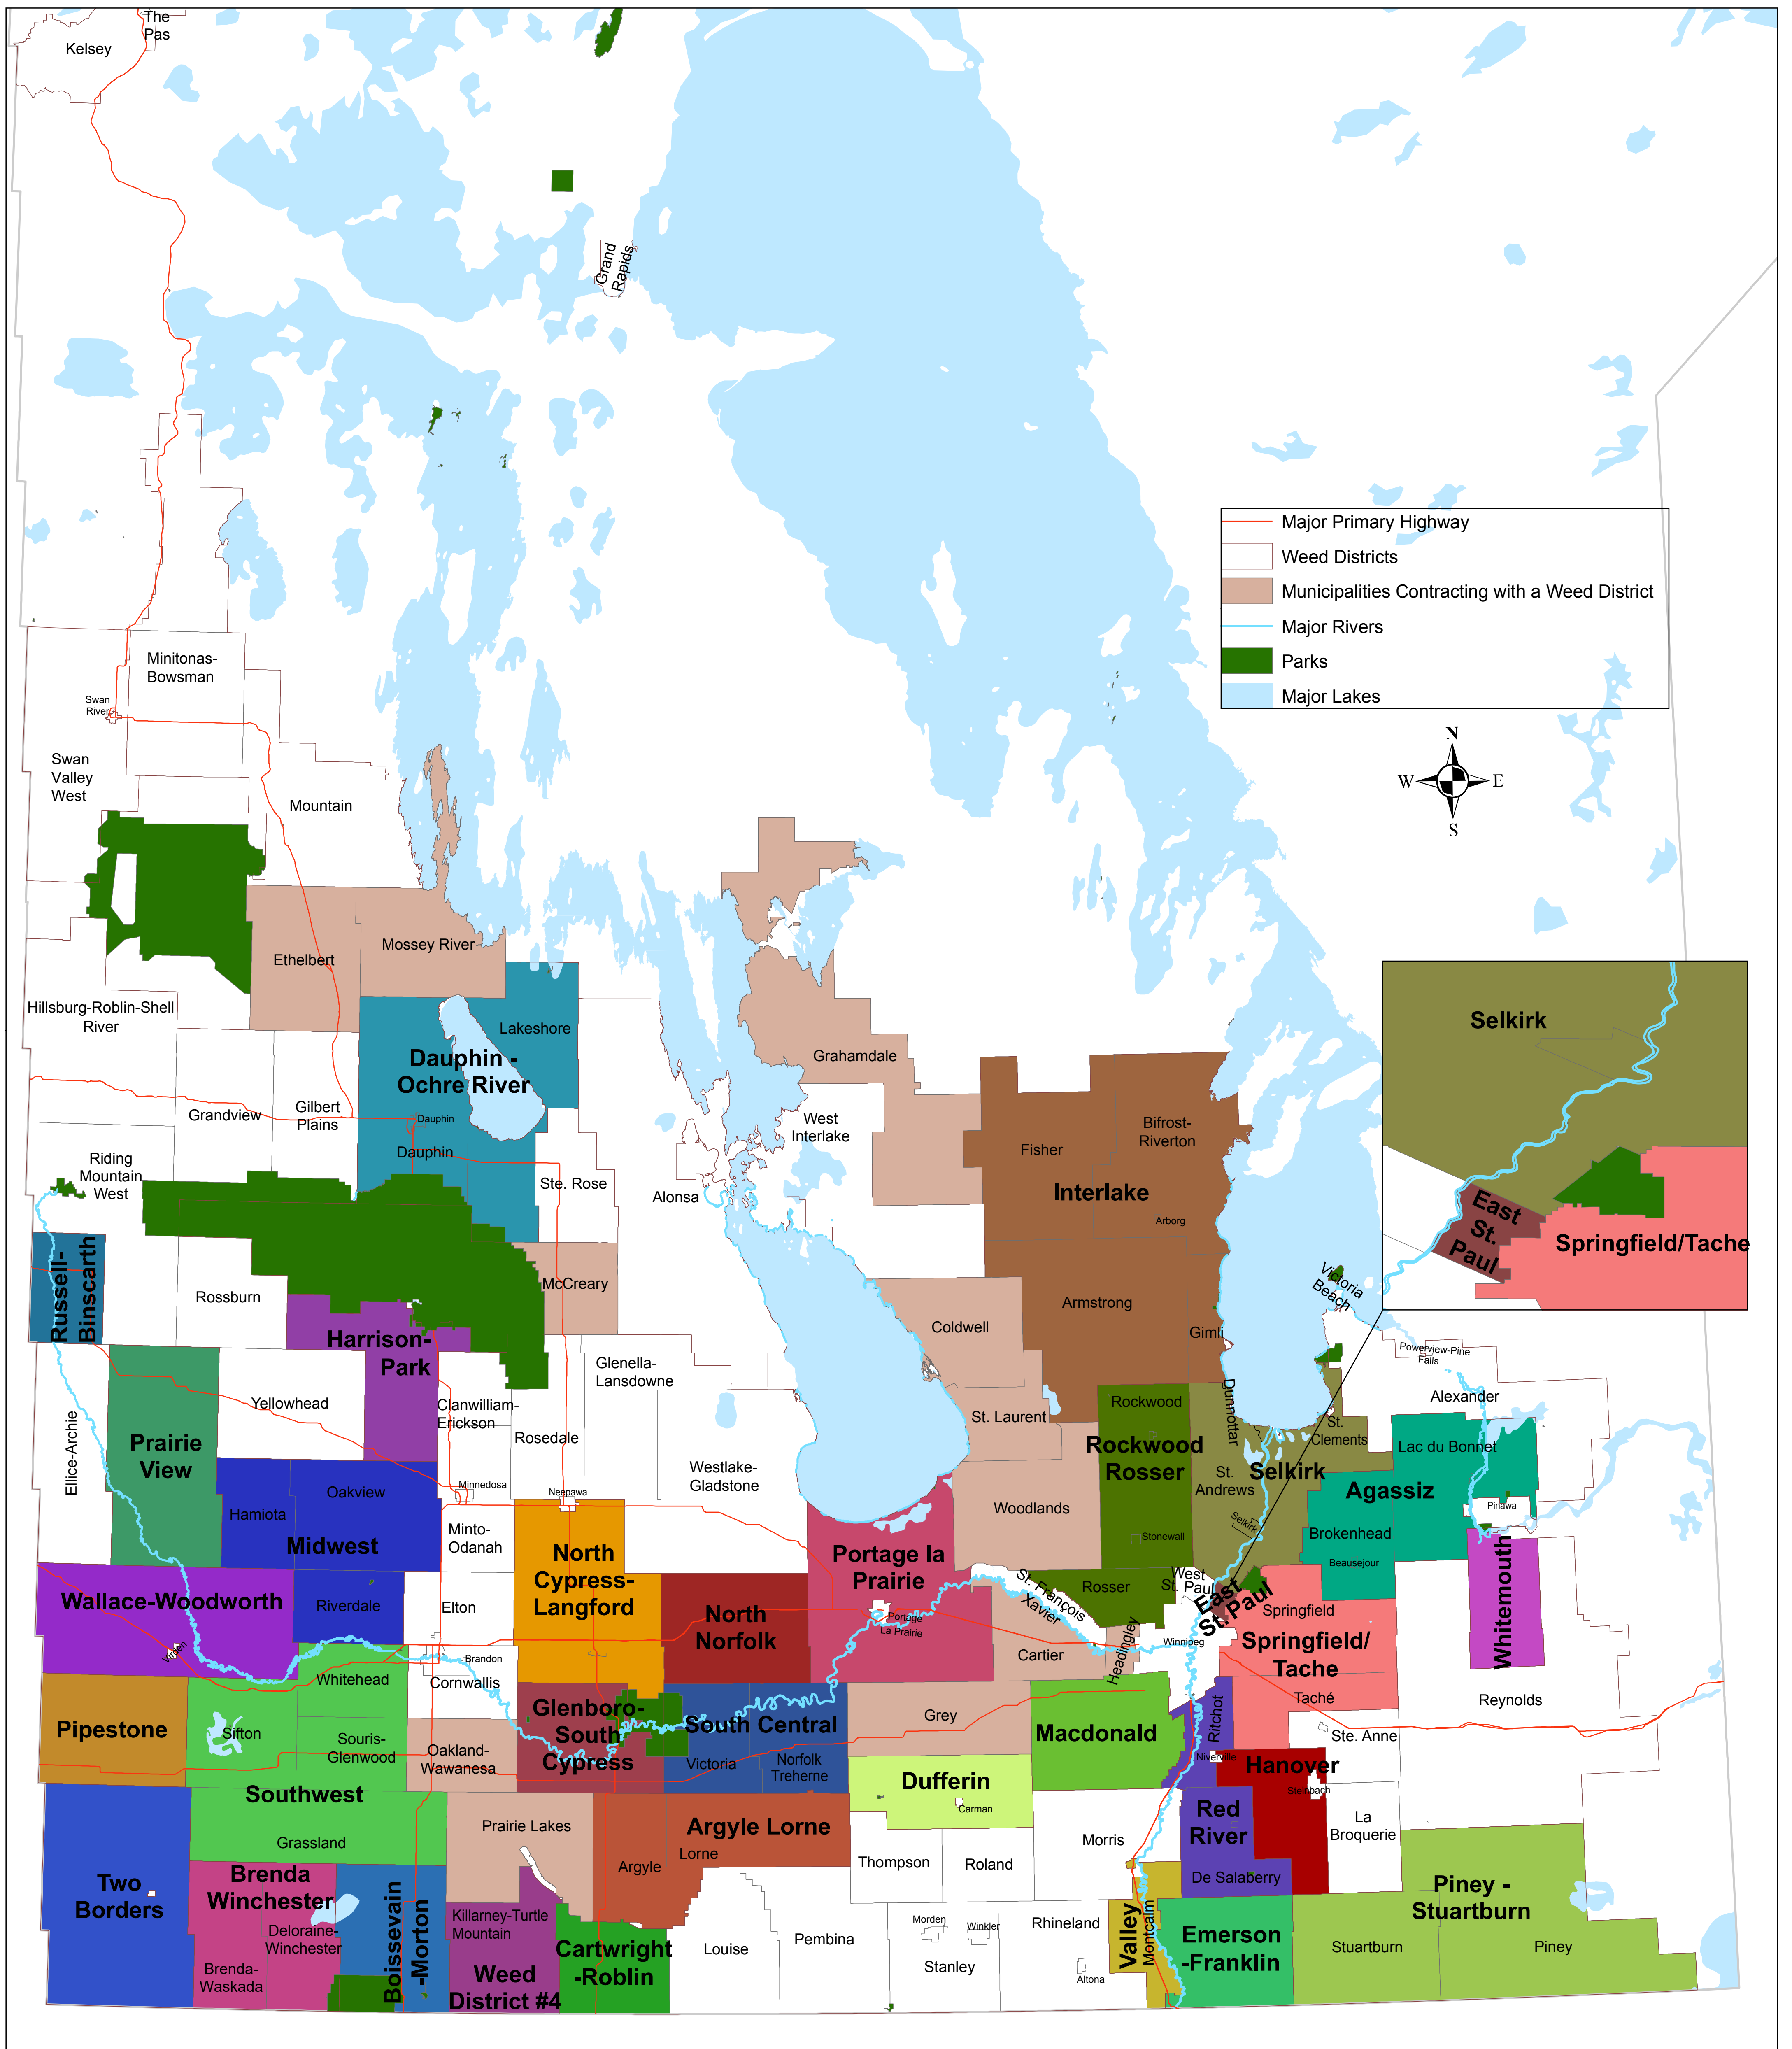 The
Pas
Kelsey
Grand
Rapids
Major Primary Highway
Weed Districts
Municipalities Contracting with a Weed District
Major Rivers
Parks
Major Lakes
N
W
E
S
Minitonas-
Bowsman
Swan
River
Swan
Valley
West
Mountain
Ethelbert
Mossey River
Hillsburg-Roblin-Shell
River
Lakeshore
Dauphin -
Ochre River
Grahamdale
Selkirk
East
St.
Paul
Springfield/Tache
Grandview
Gilbert
Plains
Dauphin
Dauphin
West
Interlake
Fisher
Bifrost-
Riverton
Interlake
Arborg
Riding
Mountain
West
Ste. Rose
Alonsa
Russell-
Binscarth
Rossburn
McCreary
Harrison-
Park
Armstrong
Coldwell
Gimli
Victoria
Beach
Powerview-Pine
Falls
Glenella-
Lansdowne
Yellowhead
Clanwilliam-
Erickson
Rosedale
Ellice-Archie
Prairie
View
Westlake-
Gladstone
St. Laurent
Rockwood
Rockwood
Rosser
Dunnottar
St.
Clements
Alexander
Lac du Bonnet
St.
Andrews
Selkirk
Selkirk
Agassiz
Pinawa
Brokenhead
Beausejour
Minnedosa
Neepawa
Hamiota
Oakview
Midwest
Minto-
Odanah
Woodlands
Stonewall
North
Cypress-
Langford
Portage la
Prairie
Whitemouth
Wallace-Woodworth
Riverdale
Elton
North
Norfolk
Portage
La Prairie
St. François
Xavier
Rosser
West
St. Paul
East
St. Paul
Springfield
Springfield/
Tache
Virden
Whitehead
Brandon
Cornwallis
Cartier
Headingley
Winnipeg
Taché
Reynolds
Pipestone
Sifton
Souris-
Glenwood
Oakland-
Wawanesa
Glenboro-
South
Cypress
South Central
Victoria
Norfolk
Treherne
Grey
Macdonald
Ritchot
Niverville
Ste. Anne
Hanover
Steinbach
Dufferin
Carman
Southwest
Grassland
Prairie Lakes
Argyle Lorne
Argyle
Lorne
Morris
Red
River
La
Broquerie
Thompson
Roland
De Salaberry
Two
Borders
Brenda
Winchester
Deloraine-
Winchester
Brenda-
Waskada
Boissevain
-Morton
Killarney-Turtle
Mountain
Weed
District #4
Cartwright
-Roblin
Louise
Pembina
Morden
Winkler
Stanley
Rhineland
Altona
Valley
Montcalm
Emerson
-Franklin
Piney -
Stuartburn
Stuartburn
Piney